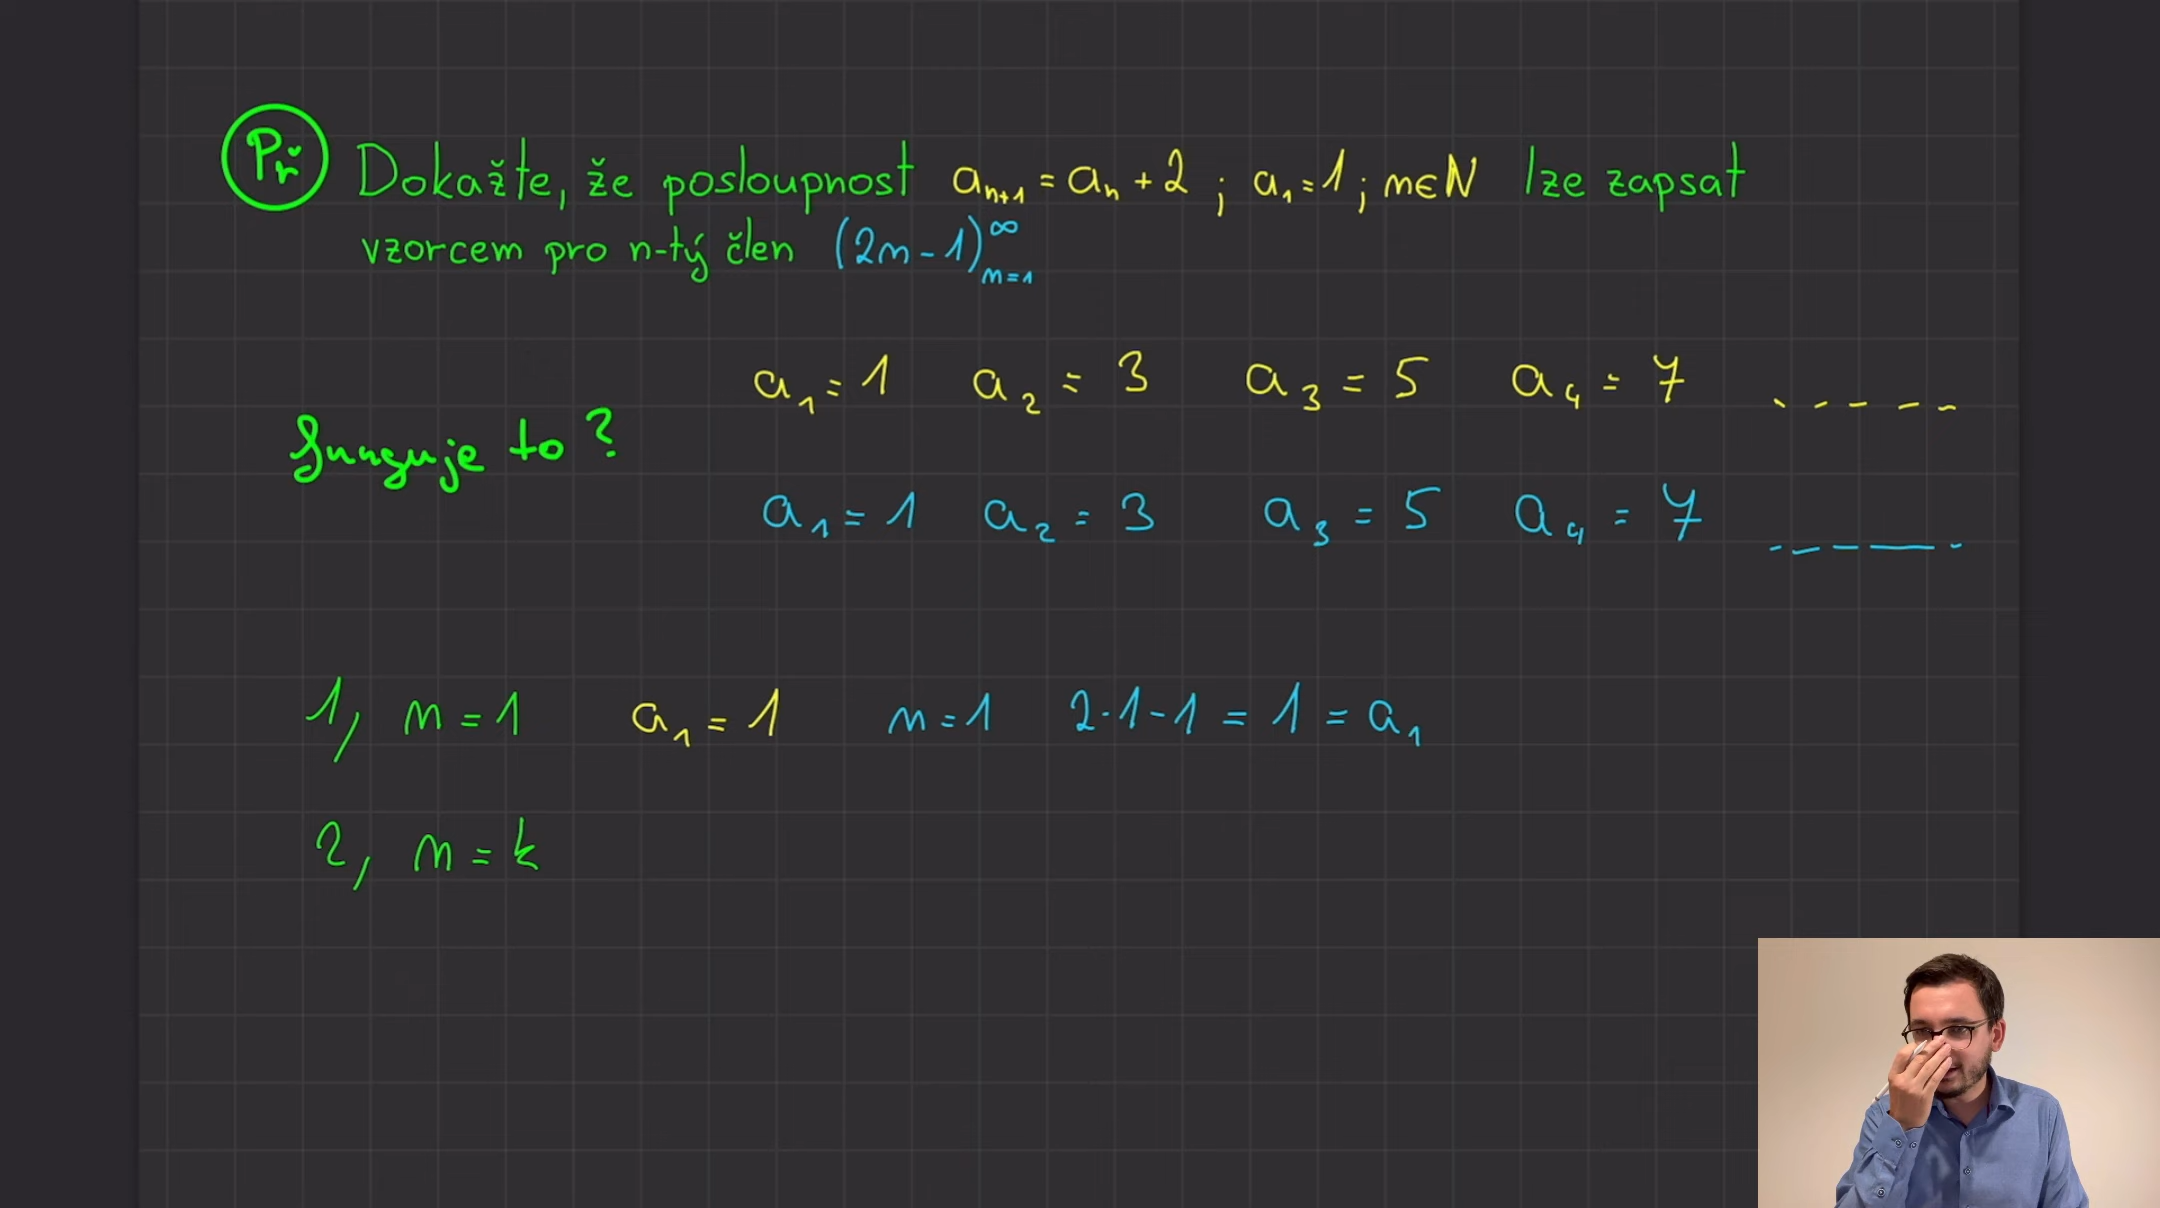 Př Dokažte, že posloupnost aₙ₊₁ = aₙ + 2 ; a₁ = 1 ; n∈N lze zapsat
vzorcem pro n-tý člen (2n - 1)^∞_n=1
a₁ = 1 a₂ = 3 a₃ = 5 a₄ = 7 - - - - -
funguje to ?
a₁ = 1 a₂ = 3 a₃ = 5 a₄ = 7 - - - - -
1, n = 1 a₁ = 1 n = 1 2·1-1 = 1 = a₁
2, n = k